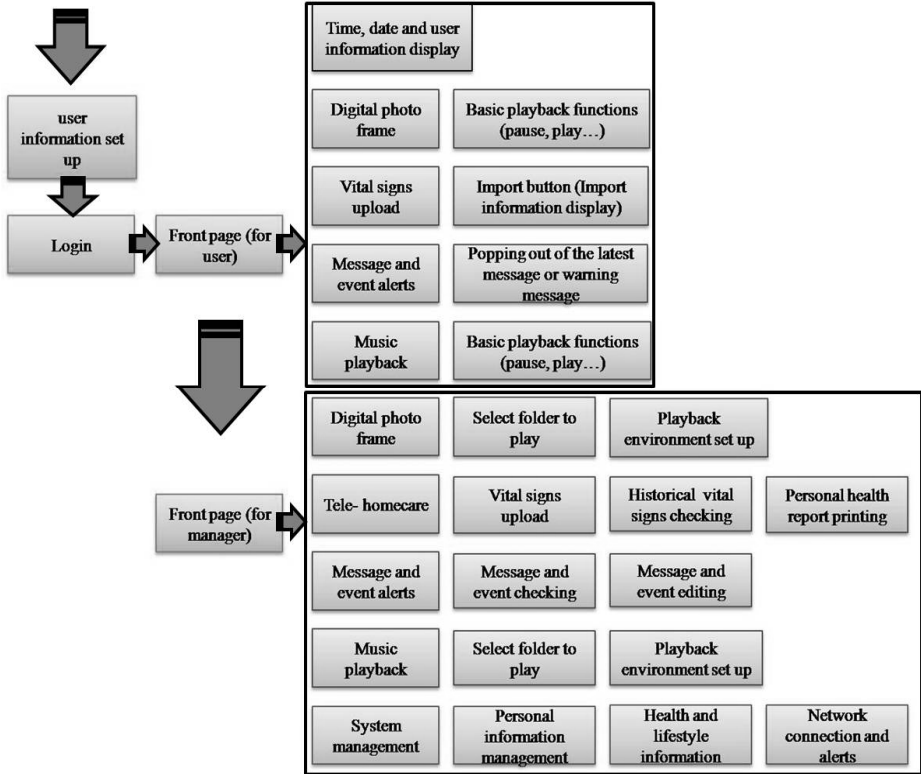 Time, date and user
information display
user
information set
up
Digital photo
frame
Basic playback functions
(pause, play…)
Vital signs
upload
Import button (Import
information display)
Login
Front page (for
user)
Message and
event alerts
Popping out of the latest
message or warning
message
Music
playback
Basic playback functions
(pause, play…)
Digital photo
frame
Select folder to
play
Playback
environment set up
Front page (for
manager)
Tele- homecare
Vital signs
upload
Historical vital
signs checking
Personal health
report printing
Message and
event alerts
Message and
event checking
Message and
event editing
Music
playback
Select folder to
play
Playback
environment set up
System
management
Personal
information
management
Health and
lifestyle
information
Network
connection and
alerts